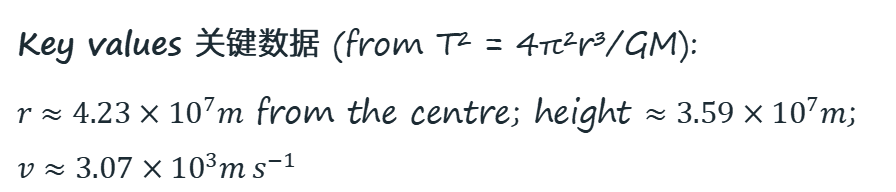 Key values 关键数据 (from T² = 4π²r³/GM):
r ≈ 4.23 × 10⁷m from the centre; height ≈ 3.59 × 10⁷m;
v ≈ 3.07 × 10³m s⁻¹